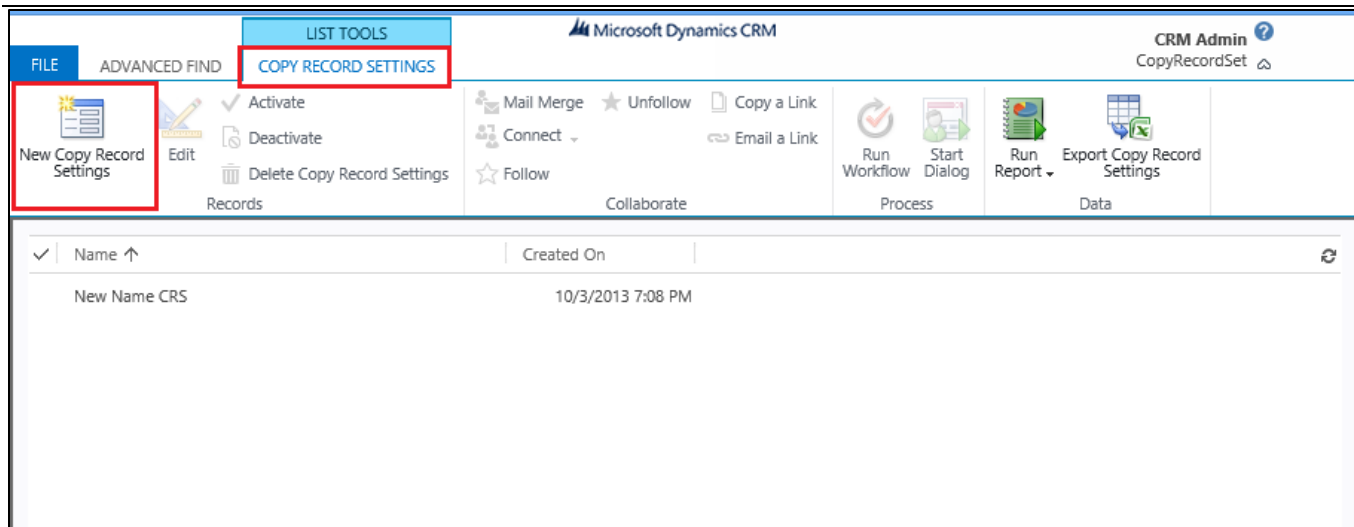 LIST TOOLS
Microsoft Dynamics CRM
CRM Admin
CopyRecordSet
FILE
ADVANCED FIND
COPY RECORD SETTINGS
New Copy Record
Settings
Edit
Activate
Deactivate
Delete Copy Record Settings
Records
Mail Merge
Unfollow
Copy a Link
Connect
Email a Link
Follow
Collaborate
Run
Workflow
Start
Dialog
Process
Run
Report
Export Copy Record
Settings
Data
Name
Created On
New Name CRS
10/3/2013 7:08 PM